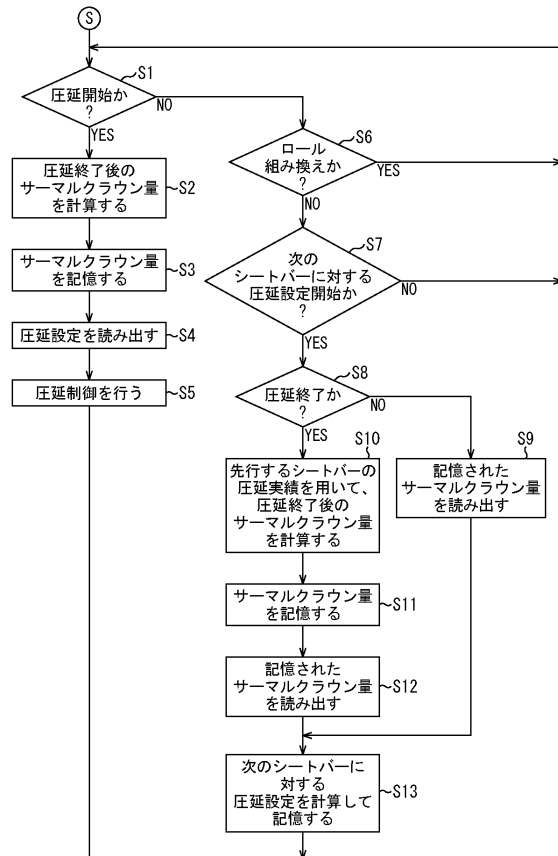 S
圧延開始か
?
S1
NO
YES
圧延終了後の
サーマルクラウン量
を計算する
S2
サーマルクラウン量
を記憶する
S3
圧延設定を読み出す
S4
圧延制御を行う
S5
ロール
組み換えか
?
S6
YES
NO
次の
シートバーに対する
圧延設定開始か
?
S7
NO
YES
圧延終了か
?
S8
NO
YES
S9
記憶された
サーマルクラウン量
を読み出す
S10
先行するシートバーの
圧延実績を用いて、
圧延終了後の
サーマルクラウン量
を計算する
サーマルクラウン量
を記憶する
S11
記憶された
サーマルクラウン量
を読み出す
S12
次のシートバーに
対する
圧延設定を計算して
記憶する
S13